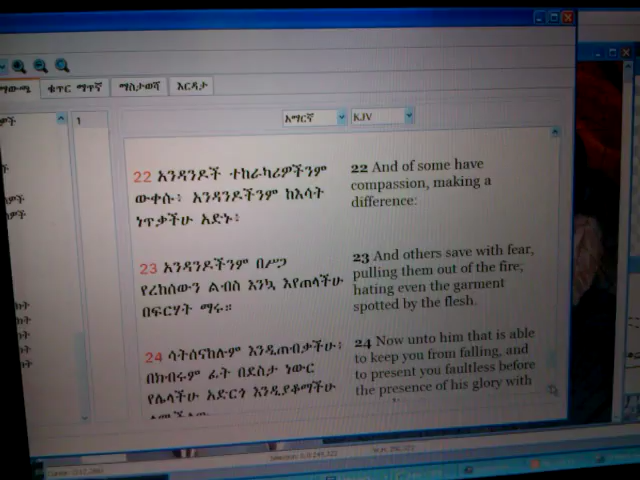 ቁጥር ማጥኛ
ማስታወሻ
እርዳታ
1
አማርኛ
KJV
22 አንዳንዶች ተከራካሪዎችንም
ውቀሱ፤ አንዳንዶችንም ከእሳት
ነጥቃችሁ አድኑ፤
22 And of some have
compassion, making a
difference:
23 አንዳንዶችንም በሥጋ
የረከሰውን ልብስ እንኳ እየጠላችሁ
በፍርሃት ማሩ።
23 And others save with fear,
pulling them out of the fire;
hating even the garment
spotted by the flesh.
24 ሳትሰናከሉም እንዲጠብቃችሁ፥
በክብሩም ፊት በደስታ ነውር
የሌላችሁ አድርጎ እንዲያቆማችሁ
24 Now unto him that is able
to keep you from falling, and
to present you faultless before
the presence of his glory with